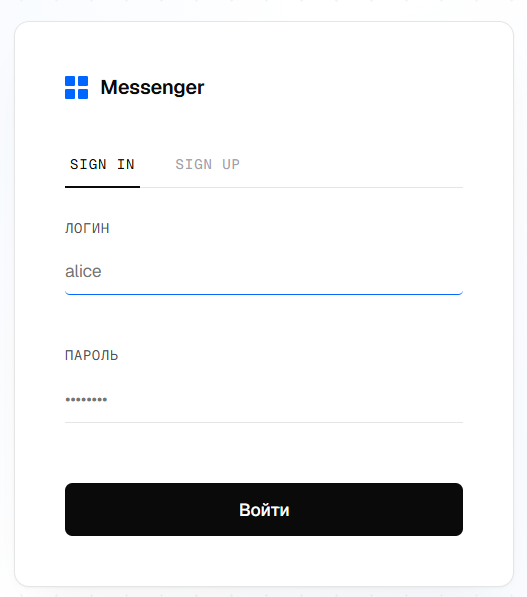 Messenger
SIGN IN SIGN UP
ЛОГИН
alice
ПАРОЛЬ
••••••••
Войти